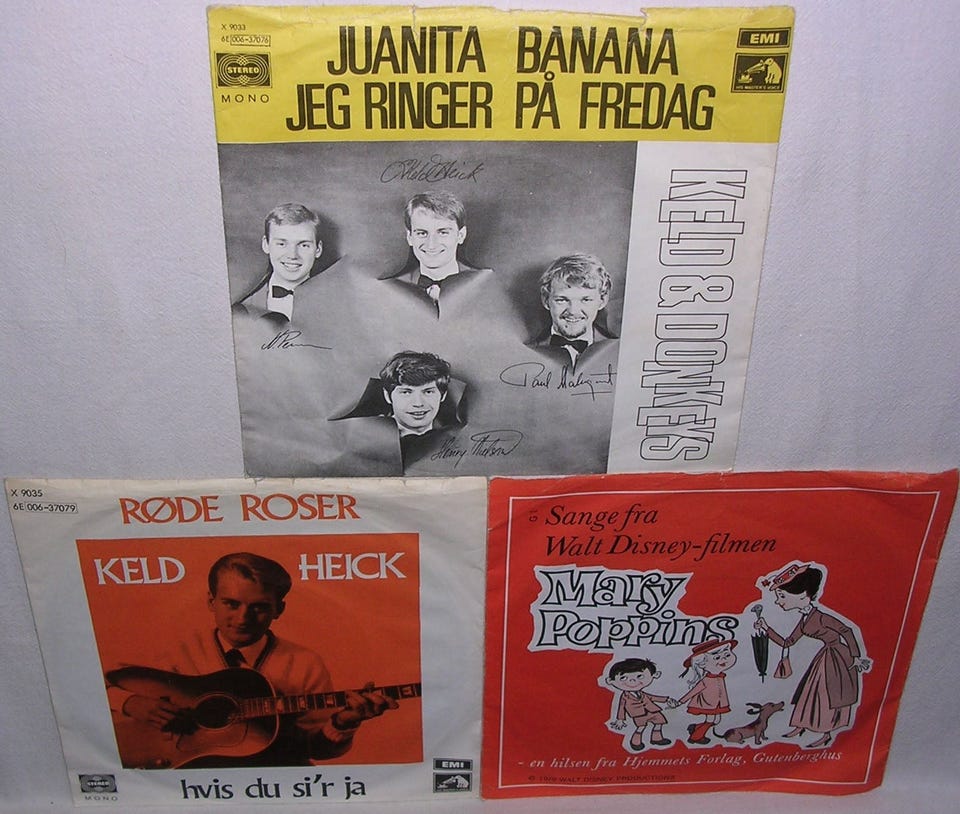 X 9033
6E 006-37076
STEREO
MONO
JUANITA BANANA
JEG RINGER PÅ FREDAG
EMI
HIS MASTER'S VOICE
Keld Heick
Paul Malmqvist
Henny Nielsen
KELD & DONKEYS
X 9035
6E 006-37079
RØDE ROSER
KELD HEICK
STEREO
MONO
hvis du si'r ja
EMI
Sange fra
Walt Disney-filmen
Mary
Poppins
- en hilsen fra Hjemmets Forlag, Gutenberghus
© 1970 WALT DISNEY PRODUCTIONS